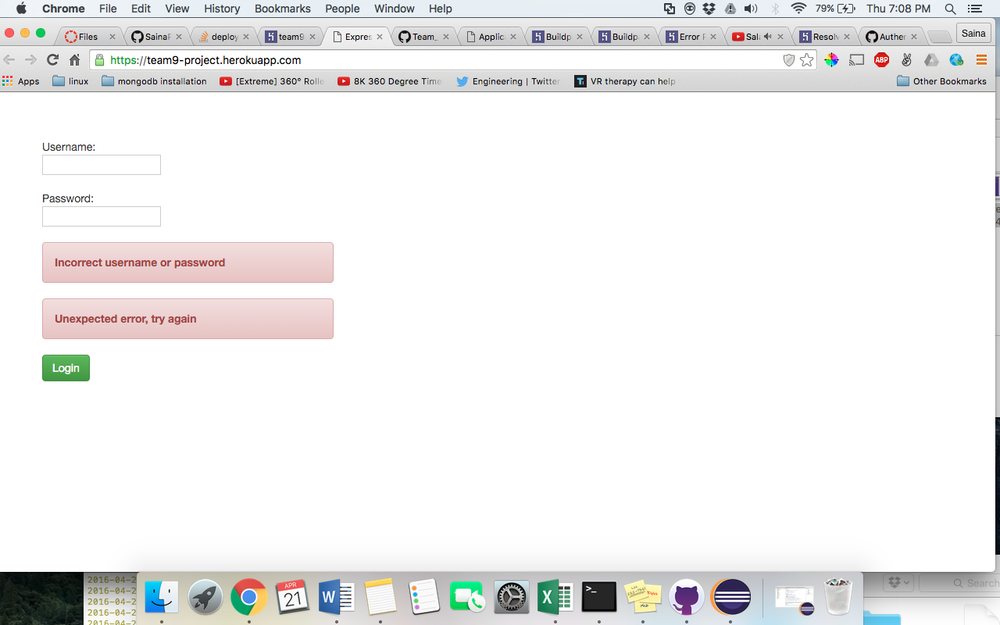 Chrome File Edit View History Bookmarks People Window Help 79% Thu 7:08 PM
Files SainaR deploy team9 Expres Team_ Applic Buildp Buildp Error Sala Resolv Authen Saina
https://team9-project.herokuapp.com ABP
Apps linux mongodb installation [Extreme] 360° Rolle 8K 360 Degree Time Engineering | Twitter VR therapy can help Other Bookmarks
Username:
Password:
Incorrect username or password
Unexpected error, try again
Login
2016-04-2
2016-04-2
2016-04-2
2016-04-2
2016-04-2
APR
21
Search